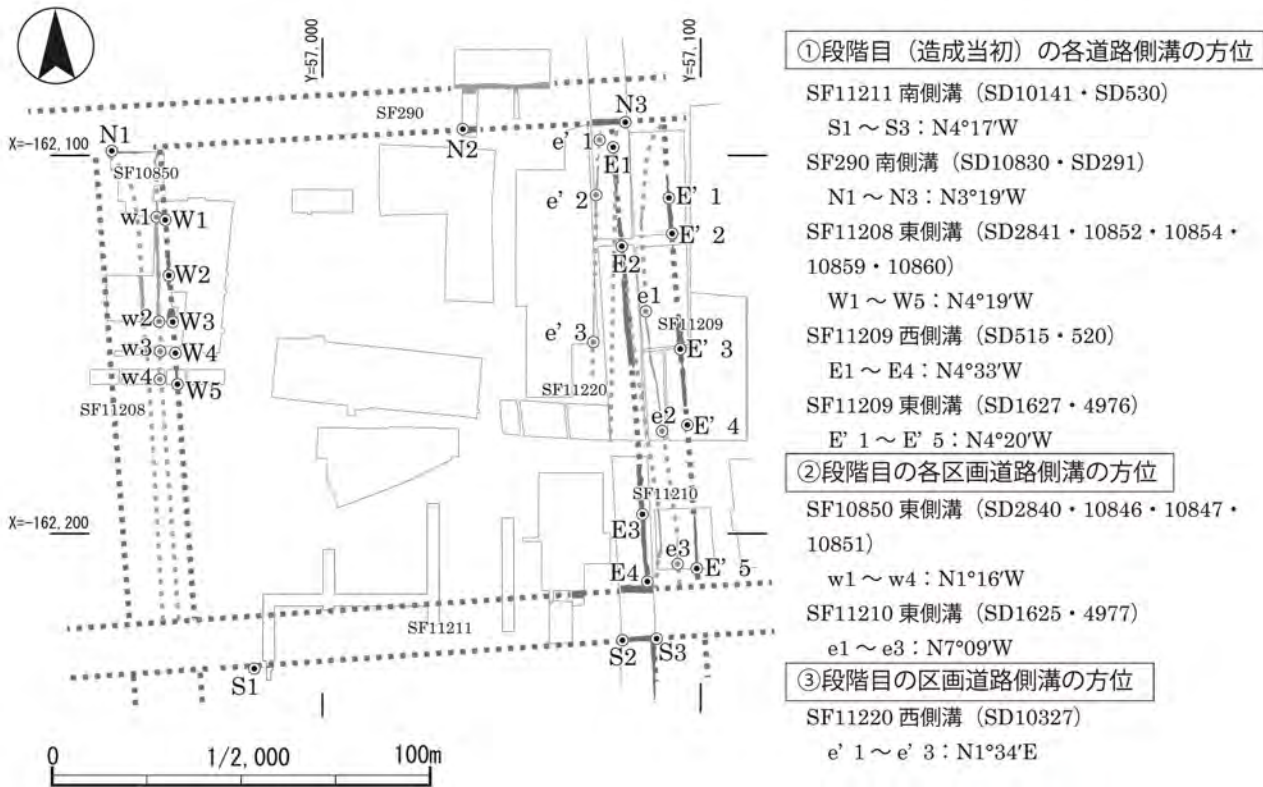 Y=57,000
Y=57,100
X=-162,100
X=-162,200
N1
N2
N3
SF290
SF10850
w1
W1
W2
w2
W3
w3
W4
w4
W5
SF11208
e' 1
E1
e' 2
E' 1
E' 2
E2
e1
SF11209
e' 3
E' 3
SF11220
e2
E' 4
SF11210
E3
e3
E4
E' 5
SF11211
S1
S2
S3
0
1/2,000
100m
①段階目（造成当初）の各道路側溝の方位
SF11211 南側溝（SD10141・SD530）
S1 ～ S3：N4°17′W
SF290 南側溝（SD10830・SD291）
N1 ～ N3：N3°19′W
SF11208 東側溝（SD2841・10852・10854・
10859・10860）
W1 ～ W5：N4°19′W
SF11209 西側溝（SD515・520）
E1 ～ E4：N4°33′W
SF11209 東側溝（SD1627・4976）
E' 1 ～ E' 5：N4°20′W
②段階目の各区画道路側溝の方位
SF10850 東側溝（SD2840・10846・10847・
10851）
w1 ～ w4：N1°16′W
SF11210 東側溝（SD1625・4977）
e1 ～ e3：N7°09′W
③段階目の区画道路側溝の方位
SF11220 西側溝（SD10327）
e' 1 ～ e' 3：N1°34′E